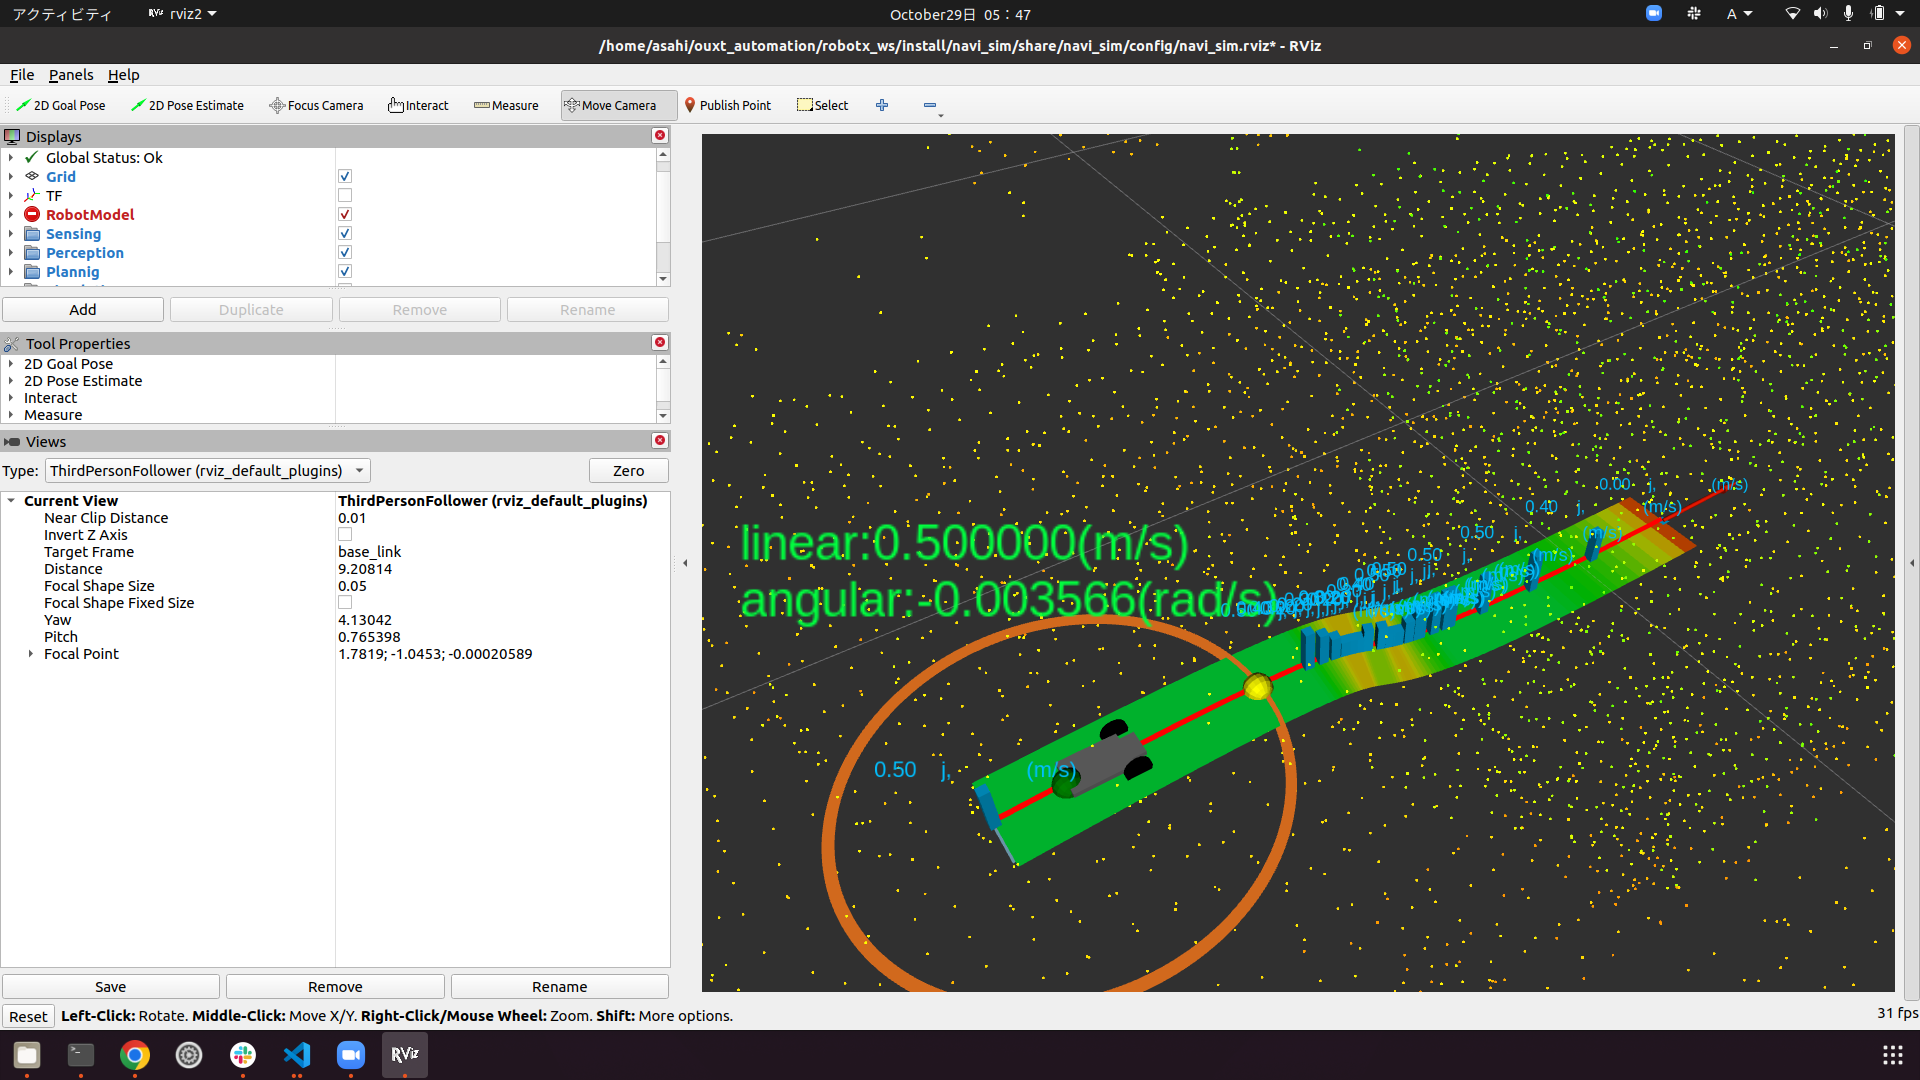 アクティビティ
rviz2
October29日 05：47
A
/home/asahi/ouxt_automation/robotx_ws/install/navi_sim/share/navi_sim/config/navi_sim.rviz* - RViz
File Panels Help
2D Goal Pose 2D Pose Estimate Focus Camera Interact Measure Move Camera Publish Point Select
Displays
Global Status: Ok
Grid
TF
RobotModel
Sensing
Perception
Plannig
Add Duplicate Remove Rename
Tool Properties
2D Goal Pose
2D Pose Estimate
Interact
Measure
Views
Type: ThirdPersonFollower (rviz_default_plugins) Zero
Current View ThirdPersonFollower (rviz_default_plugins)
Near Clip Distance 0.01
Invert Z Axis
Target Frame base_link
Distance 9.20814
Focal Shape Size 0.05
Focal Shape Fixed Size
Yaw 4.13042
Pitch 0.765398
Focal Point 1.7819; -1.0453; -0.00020589
Save Remove Rename
Reset Left-Click: Rotate. Middle-Click: Move X/Y. Right-Click/Mouse Wheel: Zoom. Shift: More options.
31 fps
0.00 j, (m/s)
0.40 j, (m/s)
0.50 j, (m/s)
0.50 j, (m/s)
linear:0.500000(m/s)
angular:-0.003566(rad/s)
0.50 j, (m/s)
RViz